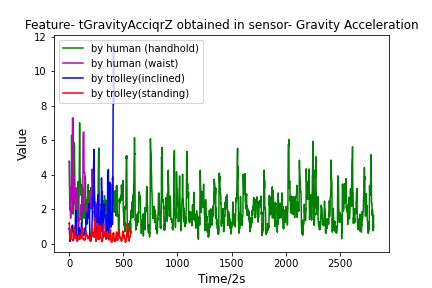 Feature- tGravityAcciqrZ obtained in sensor- Gravity Acceleration
by human (handhold)
by human (waist)
by trolley(inclined)
by trolley(standing)
Value
12
10
8
6
4
2
0
0
500
1000
1500
2000
2500
Time/2s